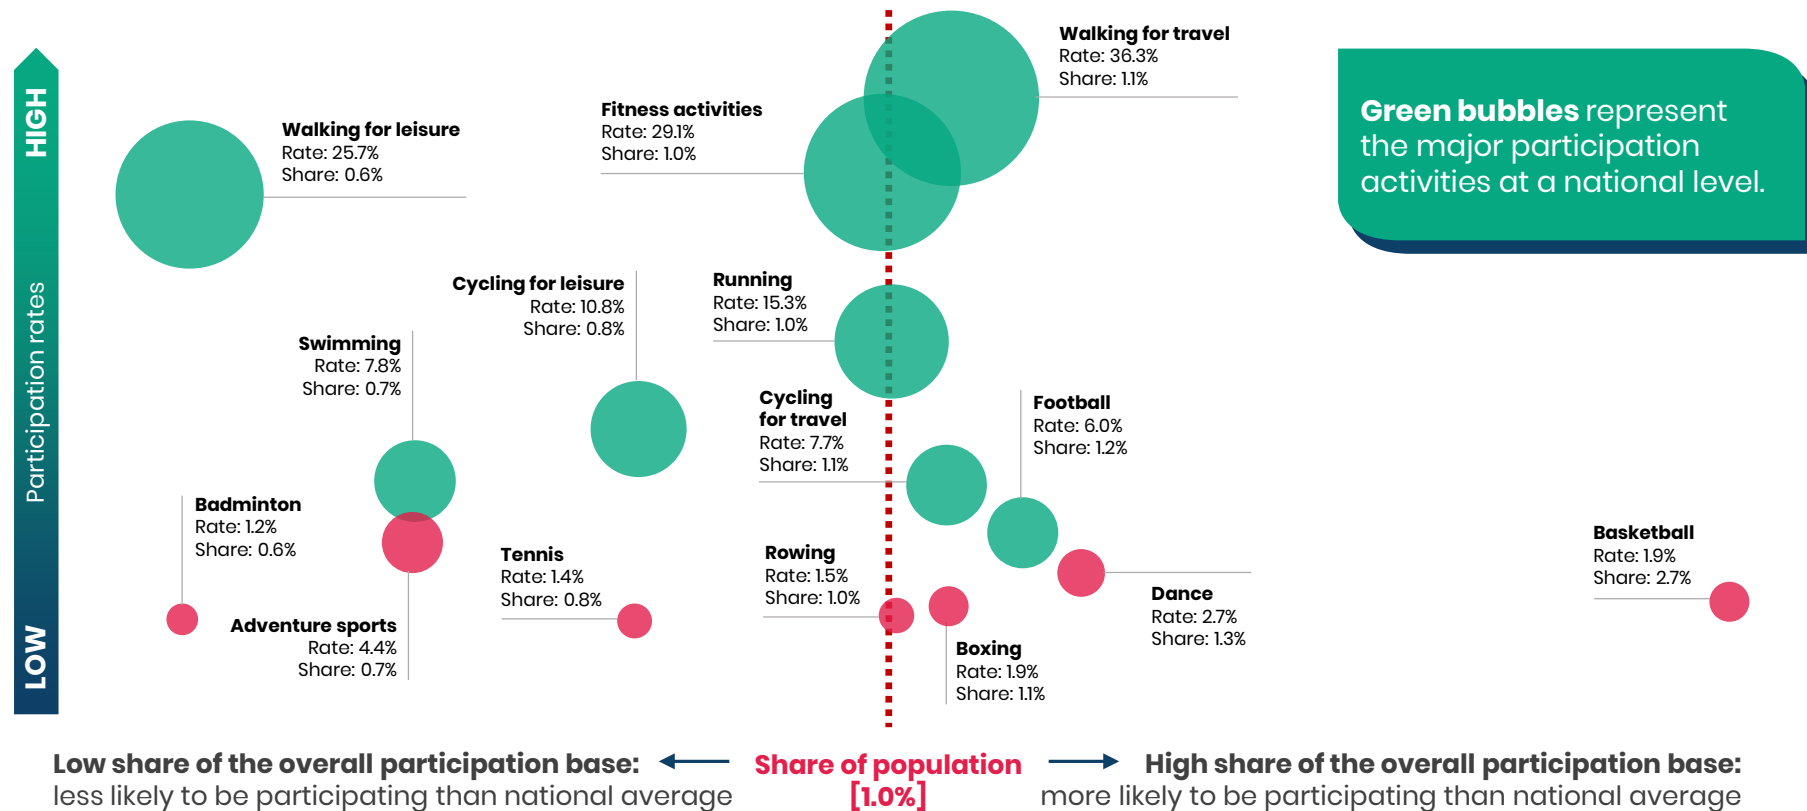 Walking for travel
Rate: 36.3%
Share: 1.1%
HIGH
Participation rates
LOW
Walking for leisure
Rate: 25.7%
Share: 0.6%
Fitness activities
Rate: 29.1%
Share: 1.0%
Green bubbles represent
the major participation
activities at a national level.
Cycling for leisure
Rate: 10.8%
Share: 0.8%
Running
Rate: 15.3%
Share: 1.0%
Swimming
Rate: 7.8%
Share: 0.7%
Cycling
for travel
Rate: 7.7%
Share: 1.1%
Football
Rate: 6.0%
Share: 1.2%
Badminton
Rate: 1.2%
Share: 0.6%
Adventure sports
Rate: 4.4%
Share: 0.7%
Tennis
Rate: 1.4%
Share: 0.8%
Rowing
Rate: 1.5%
Share: 1.0%
Boxing
Rate: 1.9%
Share: 1.1%
Dance
Rate: 2.7%
Share: 1.3%
Basketball
Rate: 1.9%
Share: 2.7%
Low share of the overall participation base:
less likely to be participating than national average
Share of population
[1.0%]
High share of the overall participation base:
more likely to be participating than national average